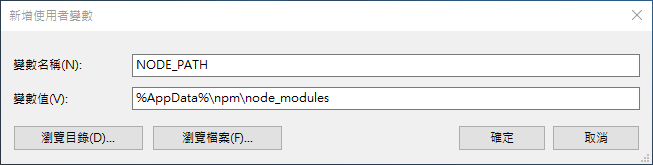 新增使用者變數
變數名稱(N):
NODE_PATH
變數值(V):
%AppData%\npm\node_modules
瀏覽目錄(D)...
瀏覽檔案(F)...
確定
取消